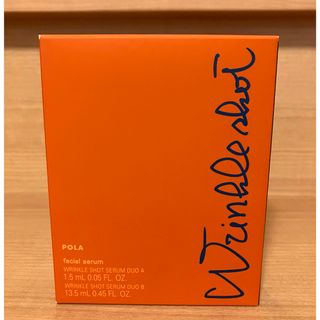 Wrinkle shot
POLA
facial serum
WRINKLE SHOT SERUM DUO A
1.5 mL 0.05 FL. OZ.
WRINKLE SHOT SERUM DUO B
13.5 mL 0.45 FL. OZ.